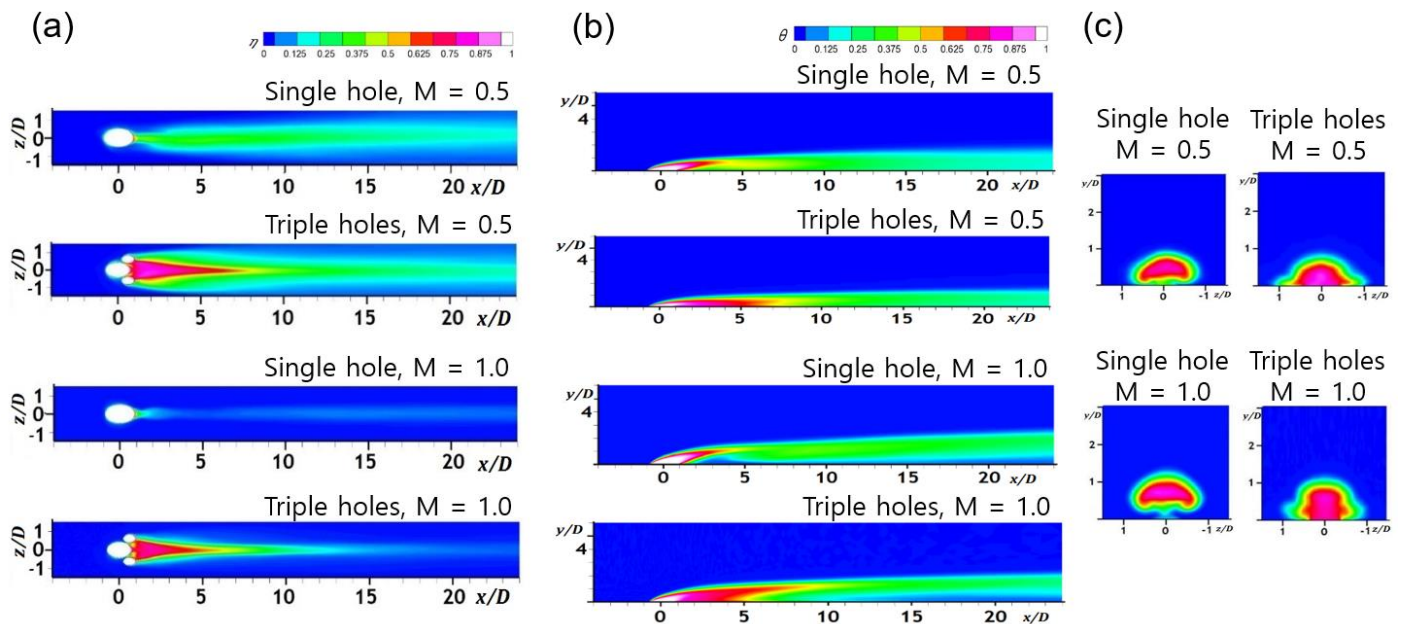 (a)
η 0 0.125 0.25 0.375 0.5 0.625 0.75 0.875 1
Single hole, M = 0.5
z/D 1 0 -1
0 5 10 15 20 x/D
Triple holes, M = 0.5
z/D 1 0 -1
0 5 10 15 20 x/D
Single hole, M = 1.0
z/D 1 0 -1
0 5 10 15 20 x/D
Triple holes, M = 1.0
z/D 1 0 -1
0 5 10 15 20 x/D
(b)
θ 0 0.125 0.25 0.375 0.5 0.625 0.75 0.875 1
Single hole, M = 0.5
y/D 4
0 5 10 15 20 x/D
Triple holes, M = 0.5
y/D 4
0 5 10 15 20 x/D
Single hole, M = 1.0
y/D 4
0 5 10 15 20 x/D
Triple holes, M = 1.0
y/D 4
0 5 10 15 20 x/D
(c)
Single hole
M = 0.5
y/D 2 1
1 0 -1 z/D
Triple holes
M = 0.5
y/D 2 1
1 0 -1 z/D
Single hole
M = 1.0
y/D 2 1
1 0 -1 z/D
Triple holes
M = 1.0
y/D 2 1
1 0 -1 z/D